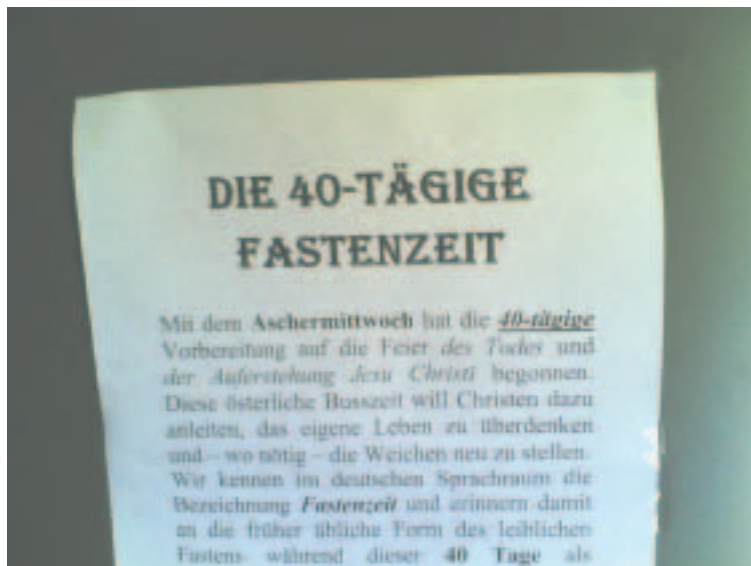 DIE 40-TÄGIGE
FASTENZEIT
Mit dem Aschermittwoch hat die 40-tägige
Vorbereitung auf die Feier des Todes und
der Auferstehung Jesu Christi begonnen.
Diese österliche Busszeit will Christen dazu
anleiten, das eigene Leben zu überdenken
und – wo nötig – die Weichen neu zu stellen.
Wir kennen im deutschen Sprachraum die
Bezeichnung Fastenzeit und erinnern damit
an die früher übliche Form des leiblichen
Fastens während dieser 40 Tage als